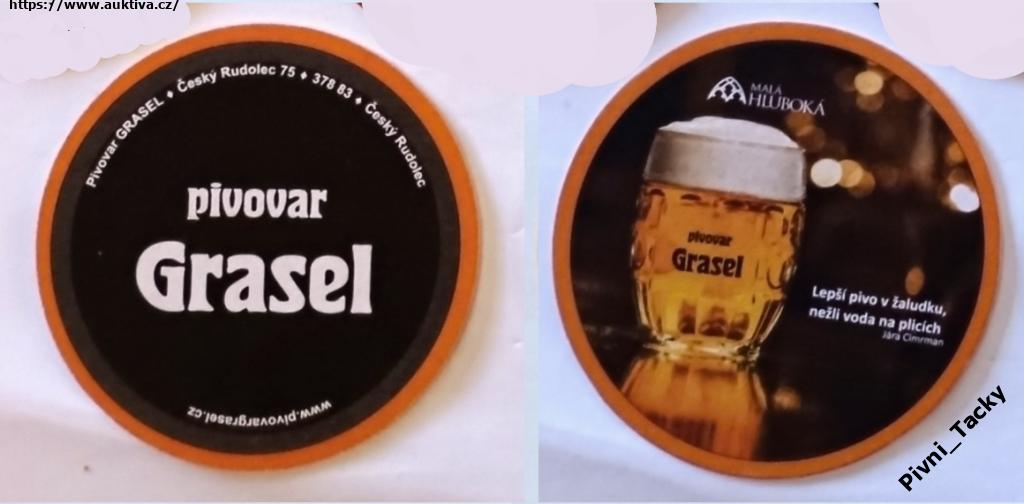 https://www.auktiva.cz/
Pivovar GRASEL ♦ Český Rudolec 75 ♦ 378 83 ♦ Český Rudolec
pivovar
Grasel
www.pivovargrasel.cz
MALÁ
HLUBOKÁ
pivovar
Grasel
Lepší pivo v žaludku,
nežli voda na plicích
Jára Cimrman
Pivni_Tacky